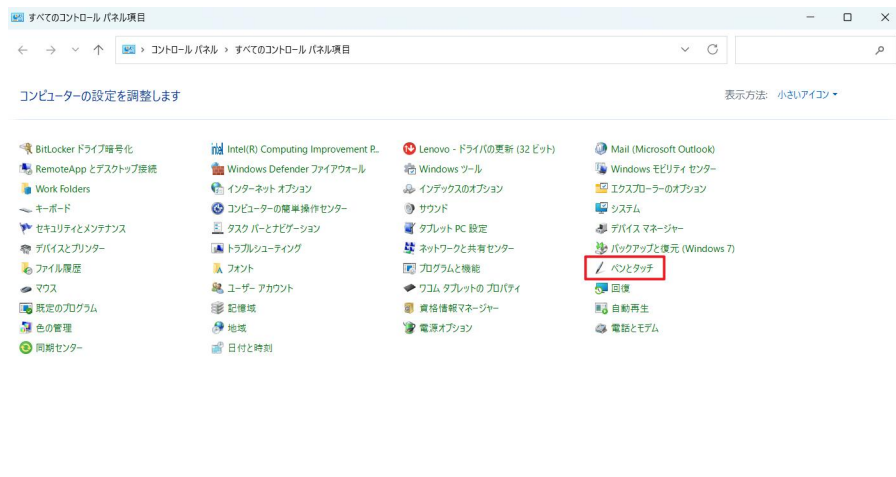 すべてのコントロール パネル項目
コントロール パネル > すべてのコントロール パネル項目
コンピューターの設定を調整します
表示方法: 小さいアイコン
BitLocker ドライブ暗号化
Intel(R) Computing Improvement P...
Lenovo - ドライバの更新 (32 ビット)
Mail (Microsoft Outlook)
RemoteApp とデスクトップ接続
Windows Defender ファイアウォール
Windows ツール
Windows モビリティ センター
Work Folders
インターネット オプション
インデックスのオプション
エクスプローラーのオプション
キーボード
コンピューターの簡単操作センター
サウンド
システム
セキュリティとメンテナンス
タスク バーとナビゲーション
タブレット PC 設定
デバイス マネージャー
デバイスとプリンター
トラブルシューティング
ネットワークと共有センター
バックアップと復元 (Windows 7)
ファイル履歴
フォント
プログラムと機能
ペンとタッチ
マウス
ユーザー アカウント
ワコム タブレットの プロパティ
回復
既定のプログラム
記憶域
資格情報マネージャー
自動再生
色の管理
地域
電源オプション
電話とモデム
同期センター
日付と時刻